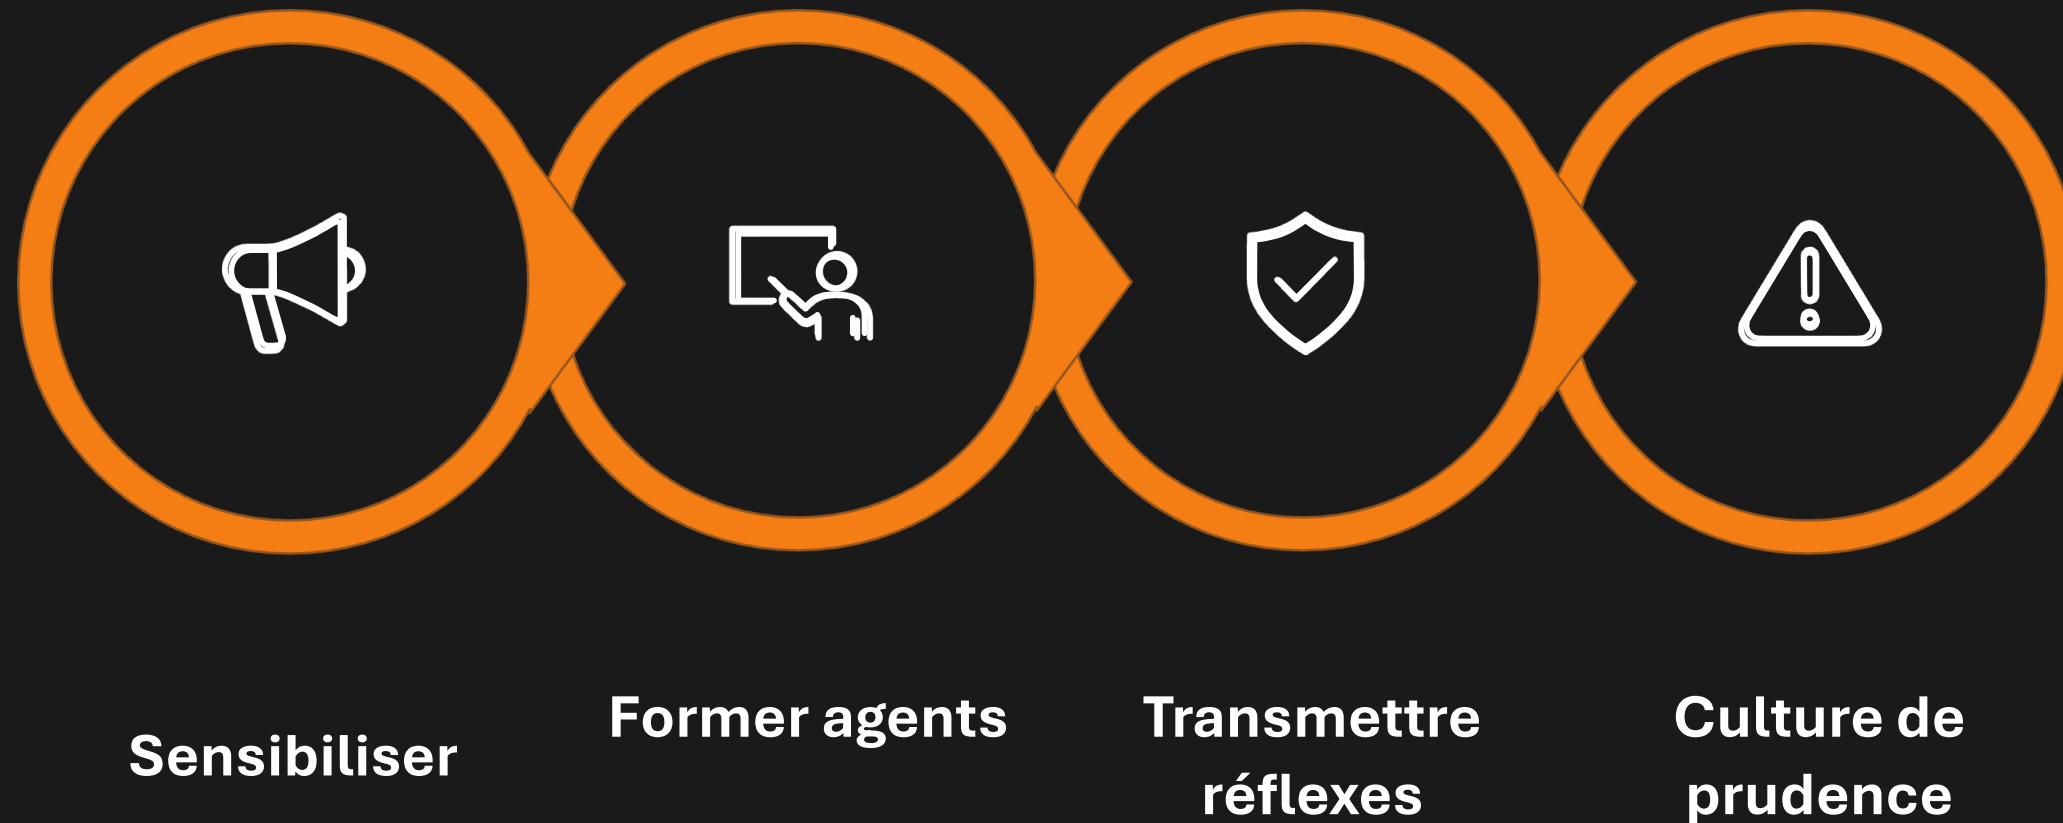 Sensibiliser
Former agents
Transmettre
réflexes
Culture de
prudence